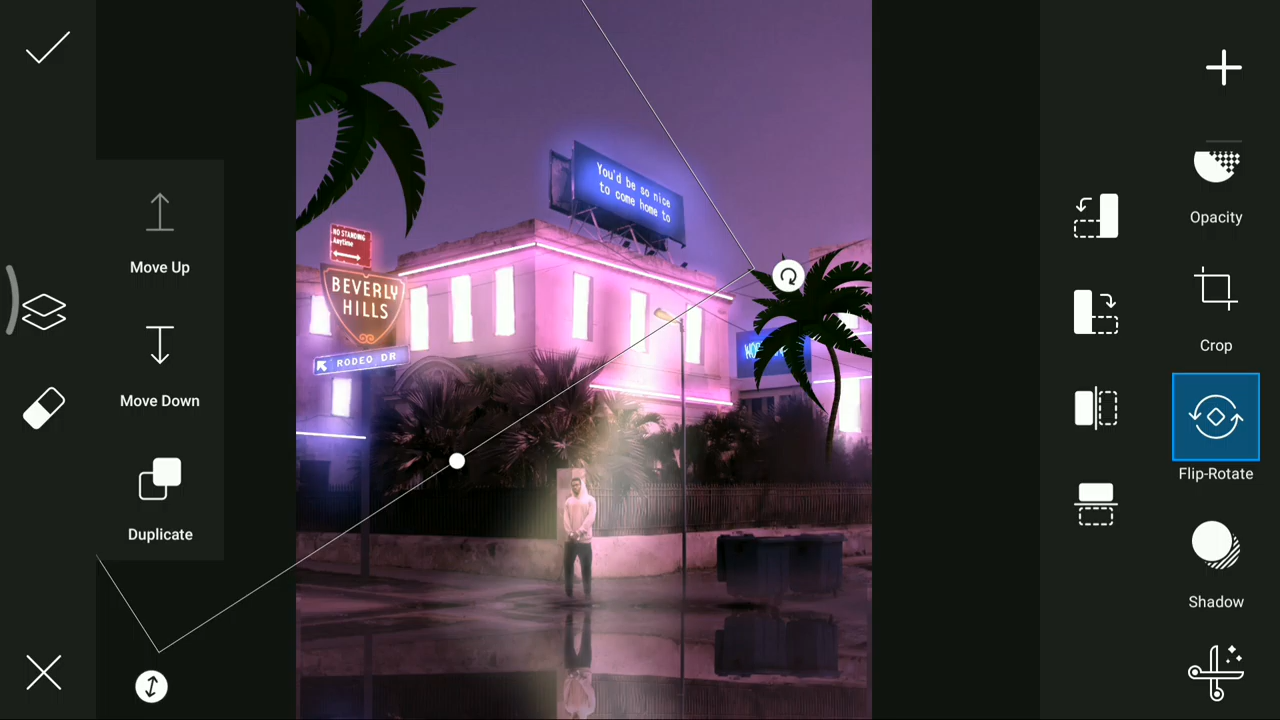 Move Up
Move Down
Duplicate
You'd be so nice
to come home to
NO STANDING
Anytime
BEVERLY
HILLS
RODEO DR
Opacity
Crop
Flip-Rotate
Shadow